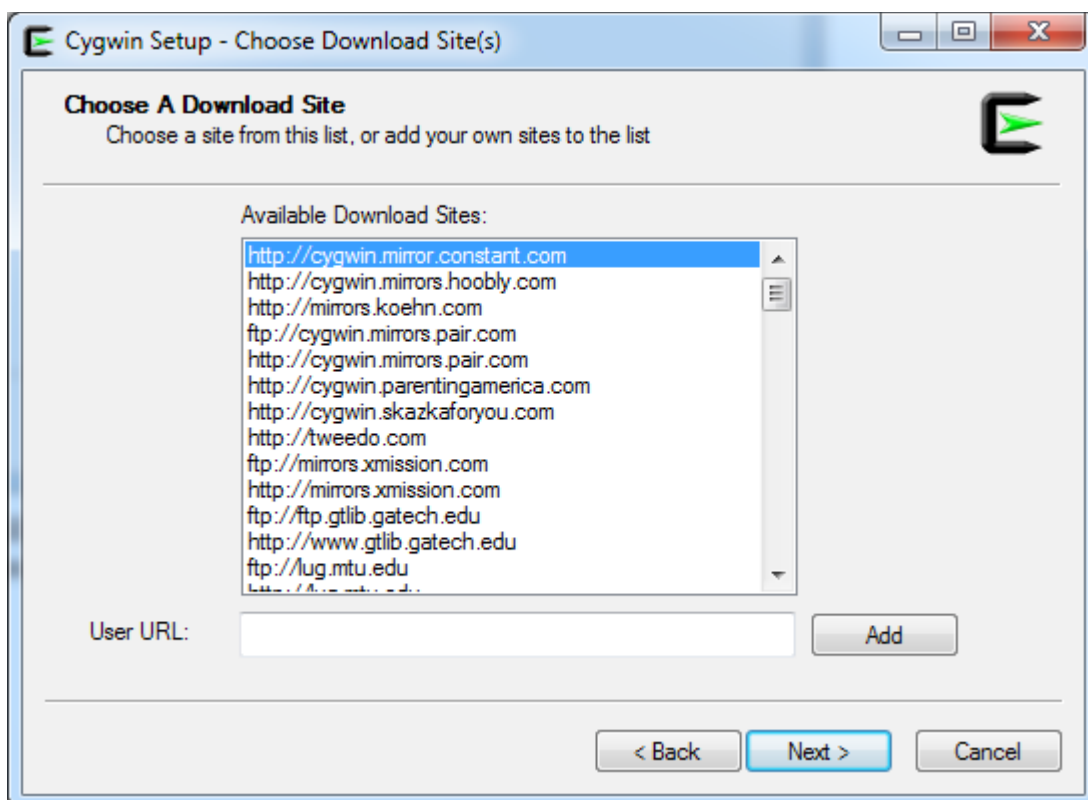 Cygwin Setup - Choose Download Site(s)
Choose A Download Site
Choose a site from this list, or add your own sites to the list
Available Download Sites:
http://cygwin.mirror.constant.com
http://cygwin.mirrors.hoobly.com
http://mirrors.koehn.com
ftp://cygwin.mirrors.pair.com
http://cygwin.mirrors.pair.com
http://cygwin.parentingamerica.com
http://cygwin.skazkaforyou.com
http://tweedo.com
ftp://mirrors.xmission.com
http://mirrors.xmission.com
ftp://ftp.gtlib.gatech.edu
http://www.gtlib.gatech.edu
ftp://lug.mtu.edu
User URL:
Add
< Back
Next >
Cancel